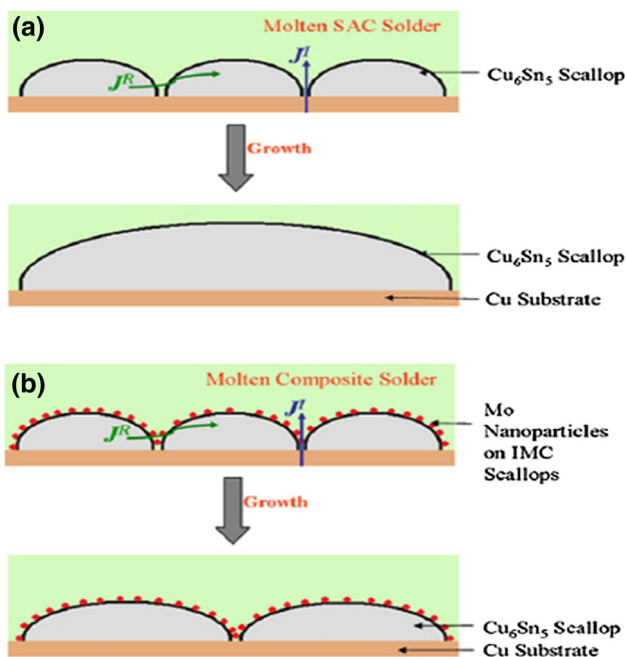 (a)
Molten SAC Solder
J^R
J^I
Cu₆Sn₅ Scallop
Growth
Cu₆Sn₅ Scallop
Cu Substrate
(b)
Molten Composite Solder
J^R
J^I
Mo
Nanoparticles
on IMC
Scallops
Growth
Cu₆Sn₅ Scallop
Cu Substrate